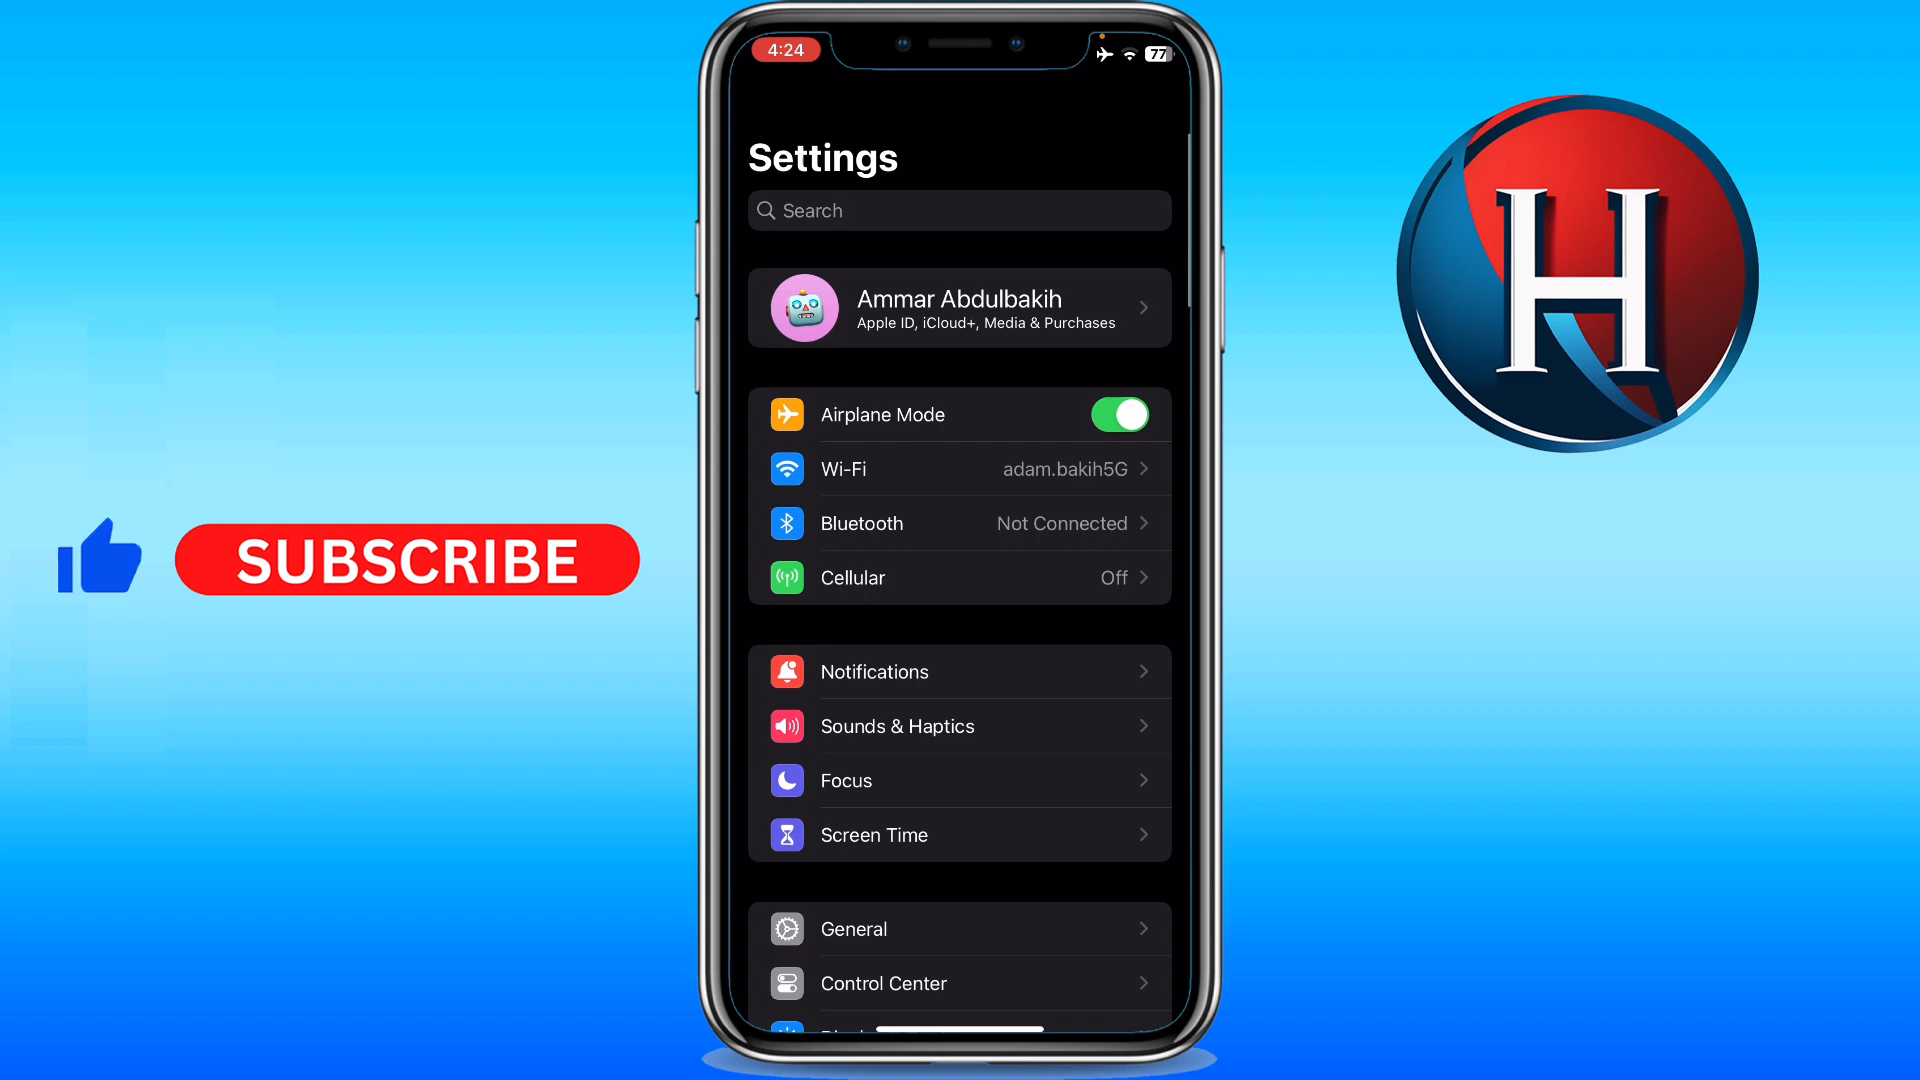 4:24
77
Settings
Search
Ammar Abdulbakih
Apple ID, iCloud+, Media & Purchases
Airplane Mode
Wi-Fi adam.bakih5G
Bluetooth Not Connected
Cellular Off
Notifications
Sounds & Haptics
Focus
Screen Time
General
Control Center
SUBSCRIBE
H